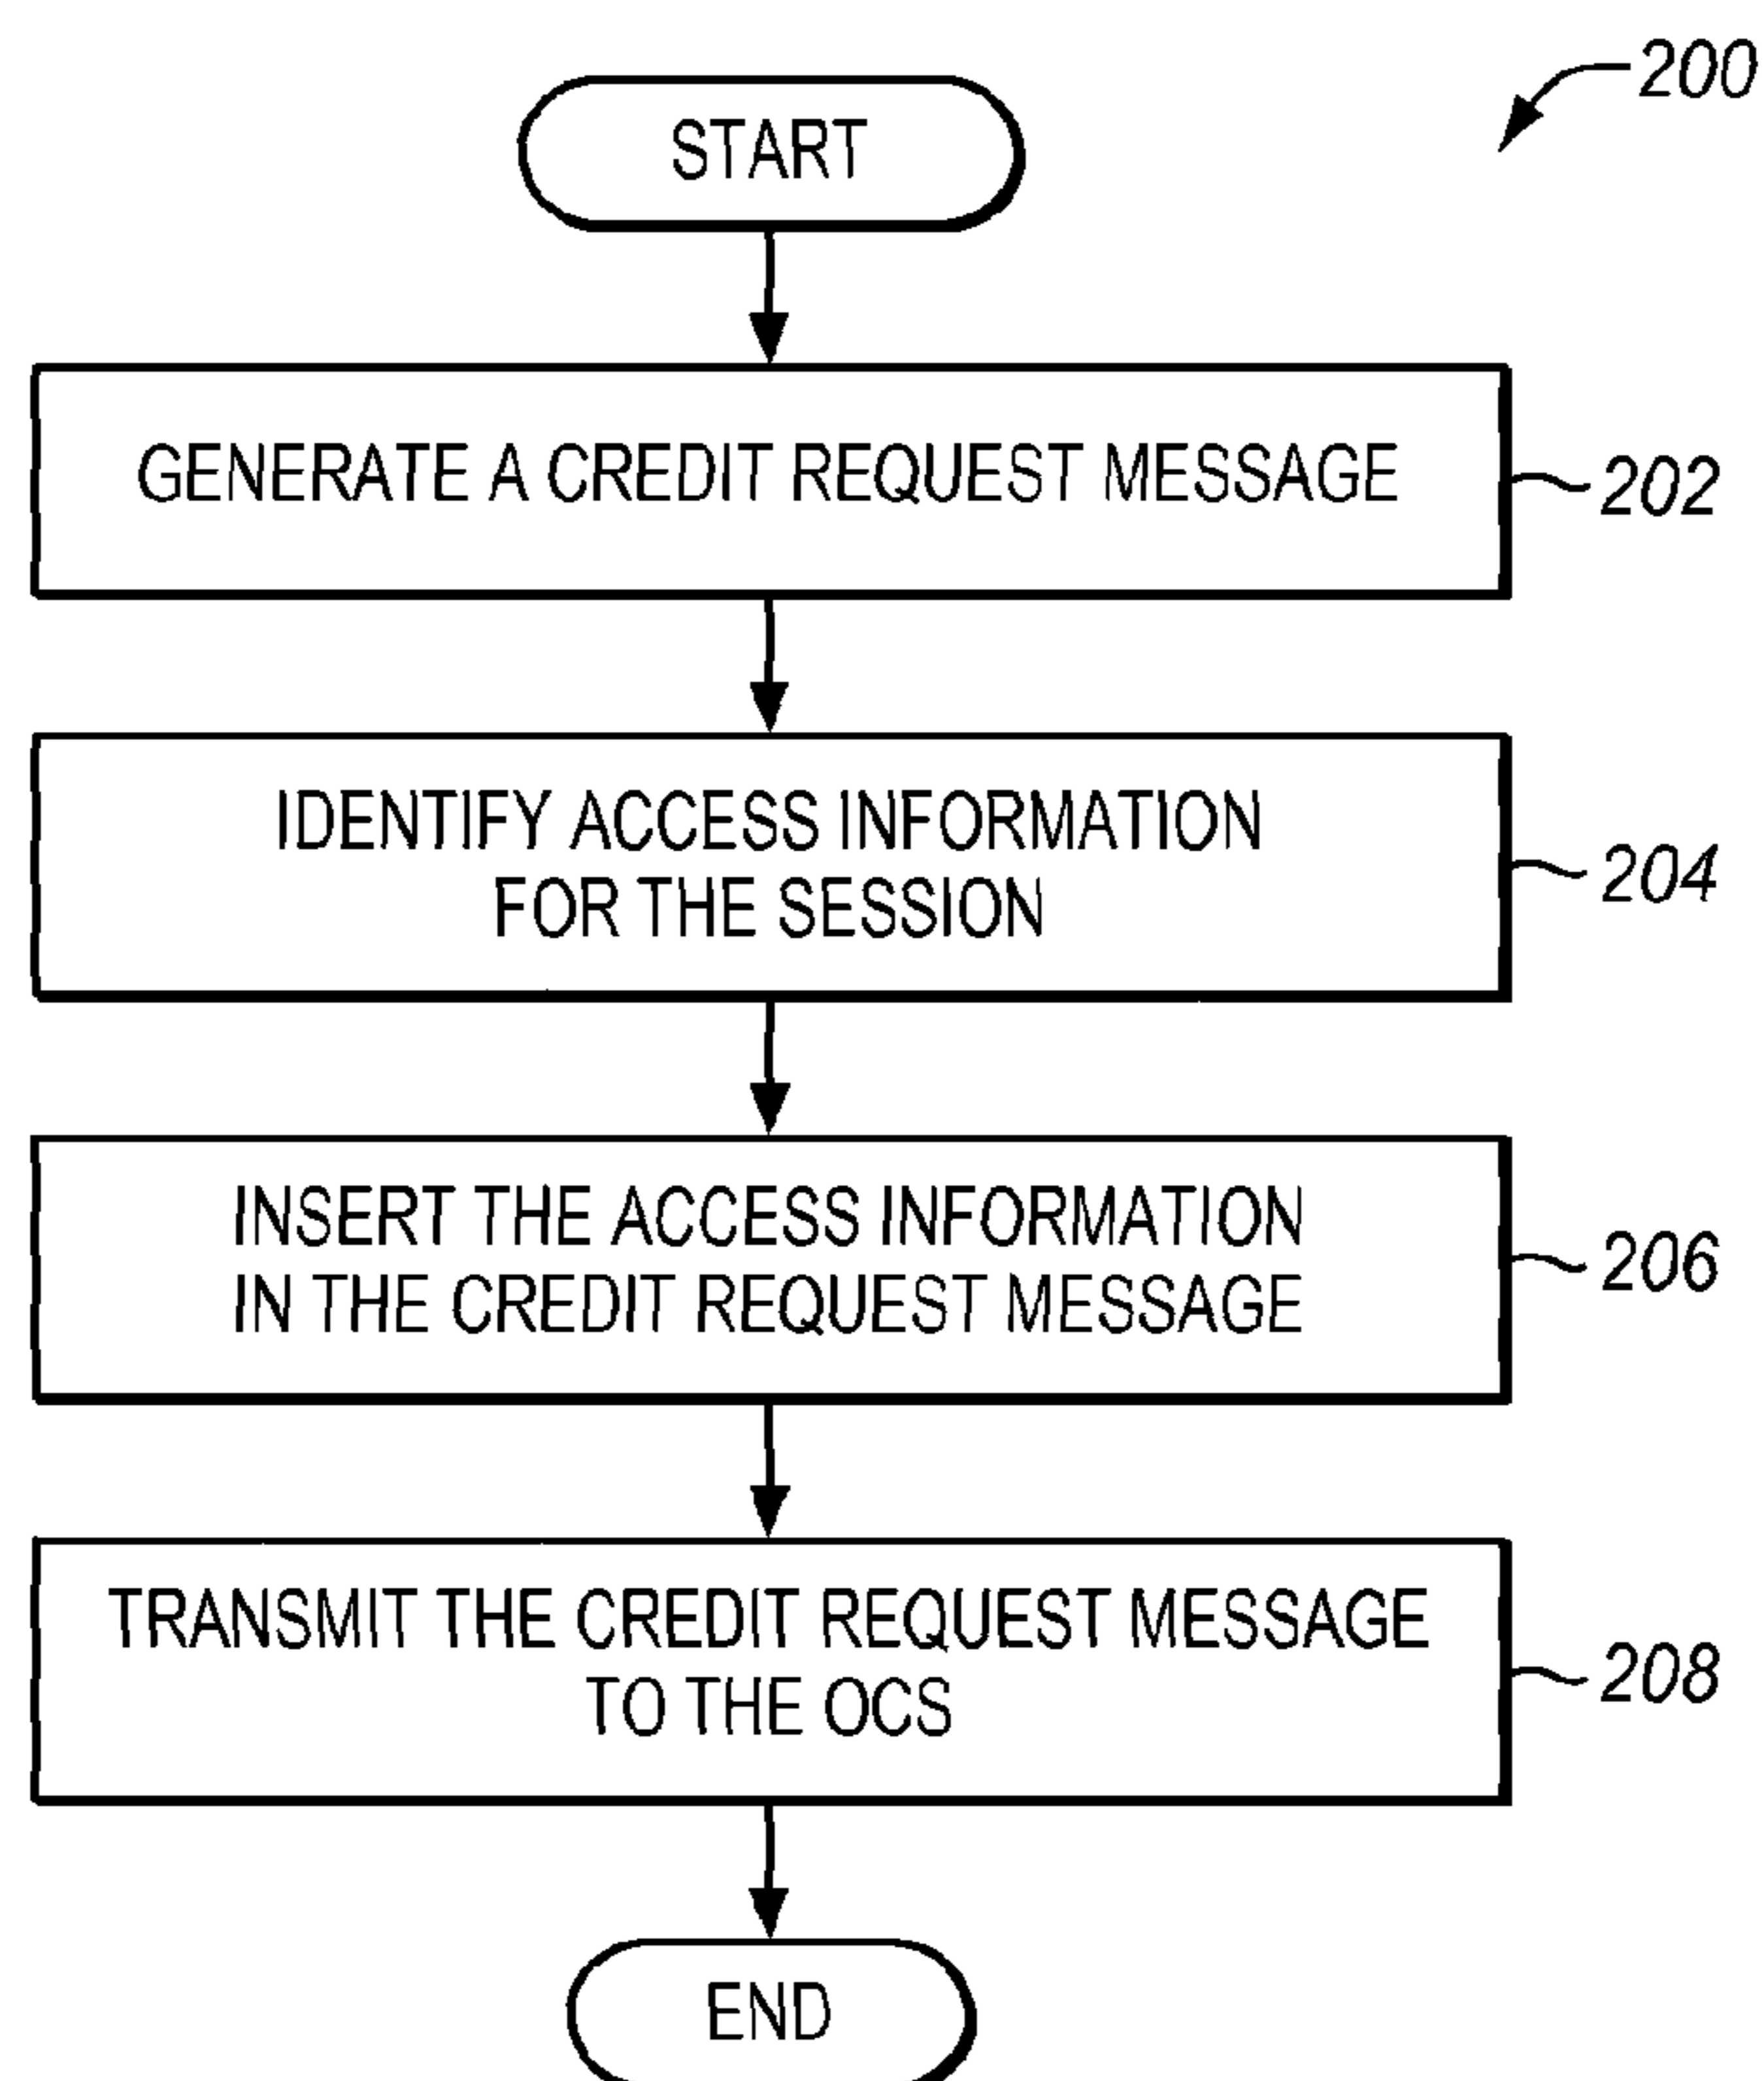 200
START
GENERATE A CREDIT REQUEST MESSAGE
202
IDENTIFY ACCESS INFORMATION
FOR THE SESSION
204
INSERT THE ACCESS INFORMATION
IN THE CREDIT REQUEST MESSAGE
206
TRANSMIT THE CREDIT REQUEST MESSAGE
TO THE OCS
208
END